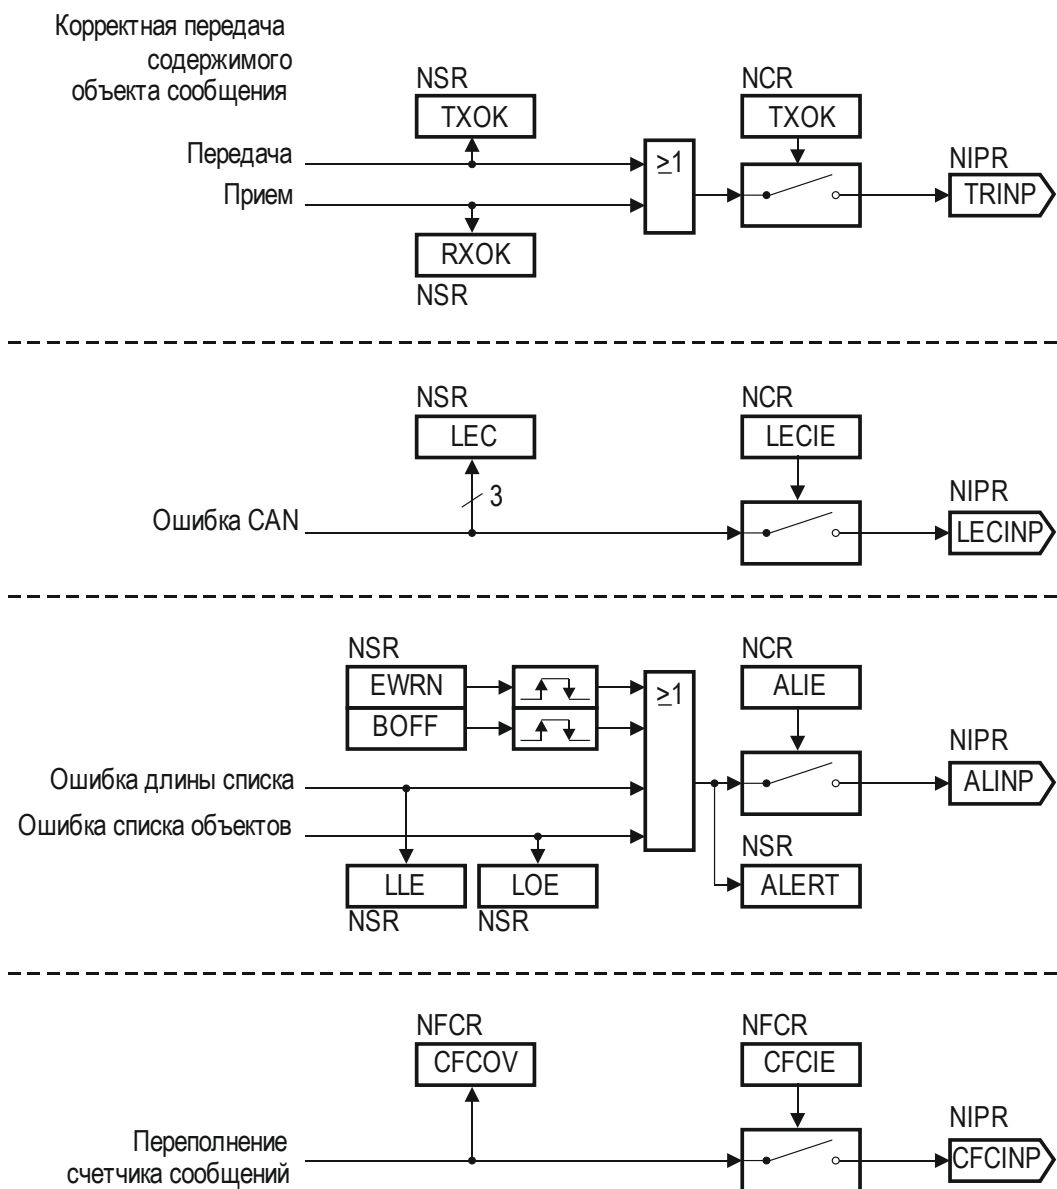 Корректная передача
содержимого
объекта сообщения
NSR
TXOK
NCR
TXOK
Передача
≥1
NIPR
TRINP
Прием
RXOK
NSR
NSR
LEC
NCR
LECIE
3
NIPR
LECINP
Ошибка CAN
NSR
EWRN
BOFF
≥1
NCR
ALIE
NIPR
ALINP
Ошибка длины списка
Ошибка списка объектов
LLE
NSR
LOE
NSR
NSR
ALERT
NFCR
CFCOV
NFCR
CFCIE
NIPR
CFCINP
Переполнение
счетчика сообщений